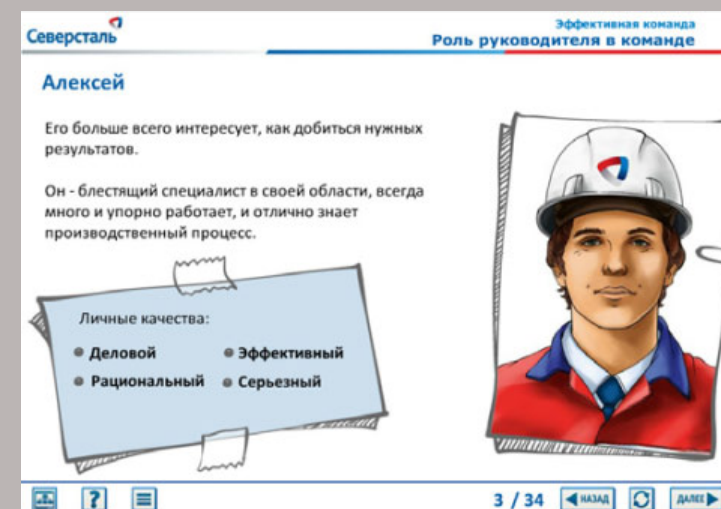 Северсталь
Эффективная команда
Роль руководителя в команде
Алексей
Его больше всего интересует, как добиться нужных
результатов.
Он - блестящий специалист в своей области, всегда
много и упорно работает, и отлично знает
производственный процесс.
Личные качества:
Деловой
Эффективный
Рациональный
Серьезный
?
3 / 34
НАЗАД
ДАЛЕЕ